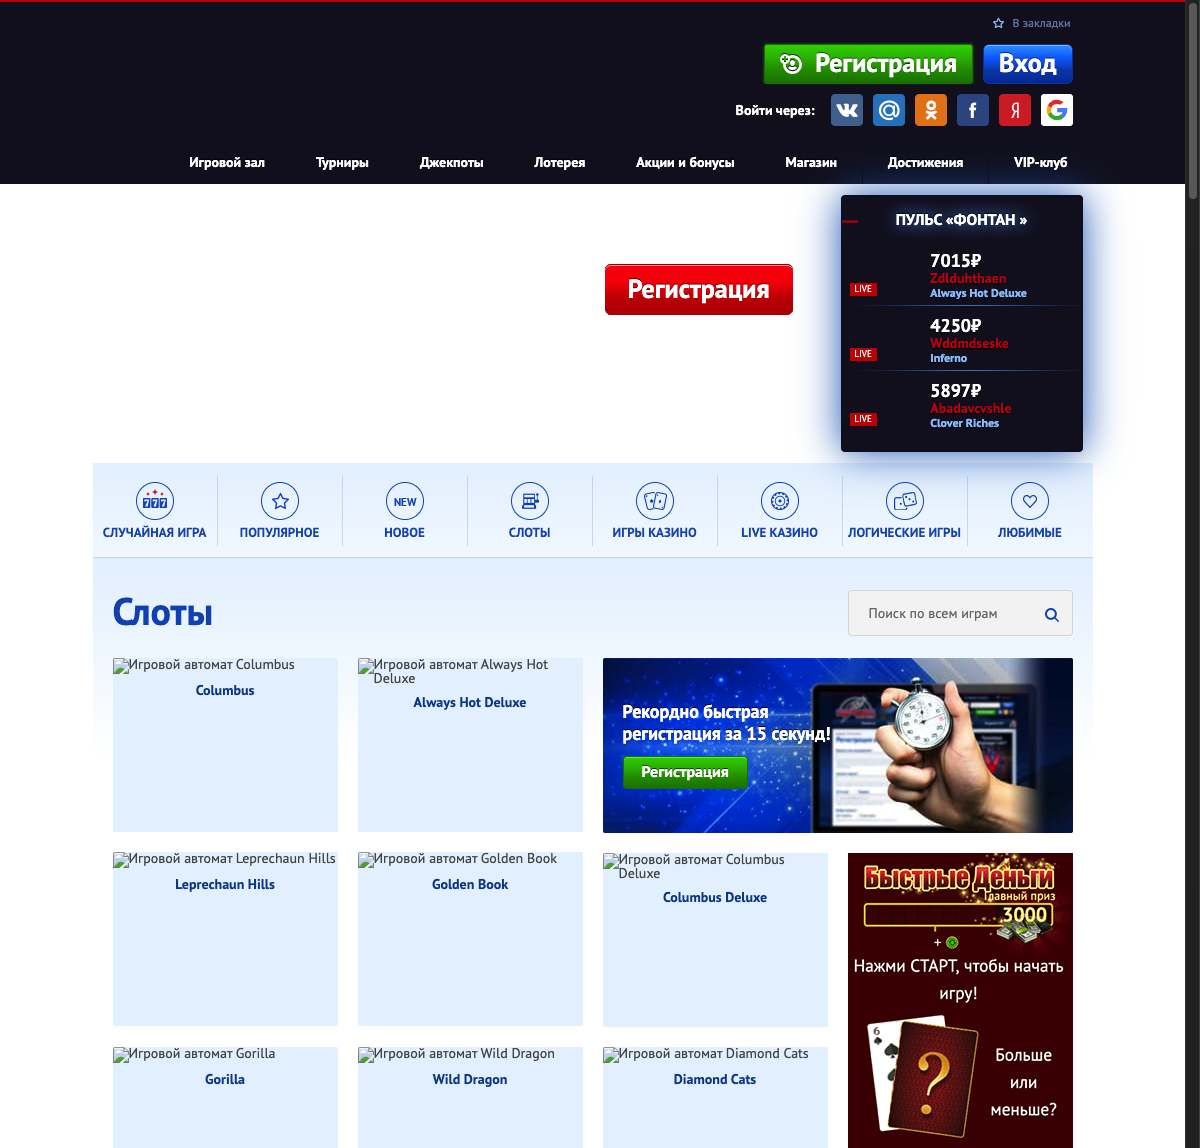 В закладки
Регистрация
Вход
Войти через:
Игровой зал
Турниры
Джекпоты
Лотерея
Акции и бонусы
Магазин
Достижения
VIP-клуб
Регистрация
ПУЛЬС «ФОНТАН »
7015₽
Zdlduhthaen
LIVE
Always Hot Deluxe
4250₽
Wddmdseske
LIVE
Inferno
5897₽
Abadavcvshle
LIVE
Clover Riches
777
СЛУЧАЙНАЯ ИГРА
ПОПУЛЯРНОЕ
NEW
НОВОЕ
СЛОТЫ
ИГРЫ КАЗИНО
LIVE КАЗИНО
ЛОГИЧЕСКИЕ ИГРЫ
ЛЮБИМЫЕ
Слоты
Поиск по всем играм
Игровой автомат Columbus
Columbus
Игровой автомат Always Hot
Deluxe
Always Hot Deluxe
Рекордно быстрая
регистрация за 15 секунд!
Регистрация
Игровой автомат Leprechaun Hills
Leprechaun Hills
Игровой автомат Golden Book
Golden Book
Игровой автомат Columbus
Deluxe
Columbus Deluxe
Быстрые Деньги
Главный приз
3000
+
Нажми СТАРТ, чтобы начать
игру!
6
?
Больше
или
меньше?
Игровой автомат Gorilla
Gorilla
Игровой автомат Wild Dragon
Wild Dragon
Игровой автомат Diamond Cats
Diamond Cats